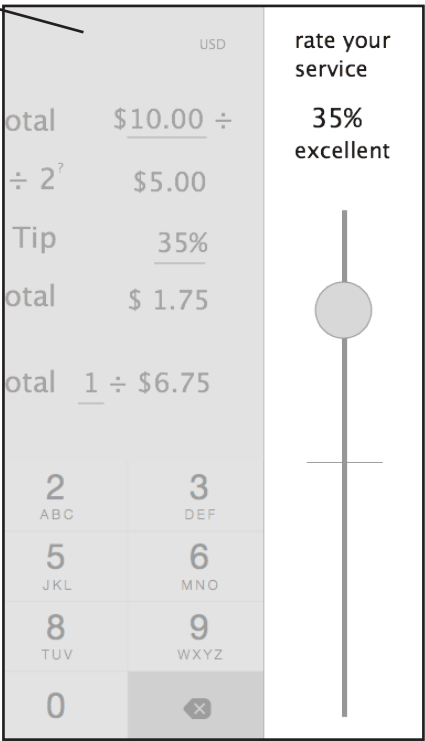 USD
otal $10.00 ÷
÷ 2? $5.00
Tip 35%
otal $ 1.75
otal 1 ÷ $6.75
2 3
ABC DEF
5 6
JKL MNO
8 9
TUV WXYZ
0
rate your
service
35%
excellent